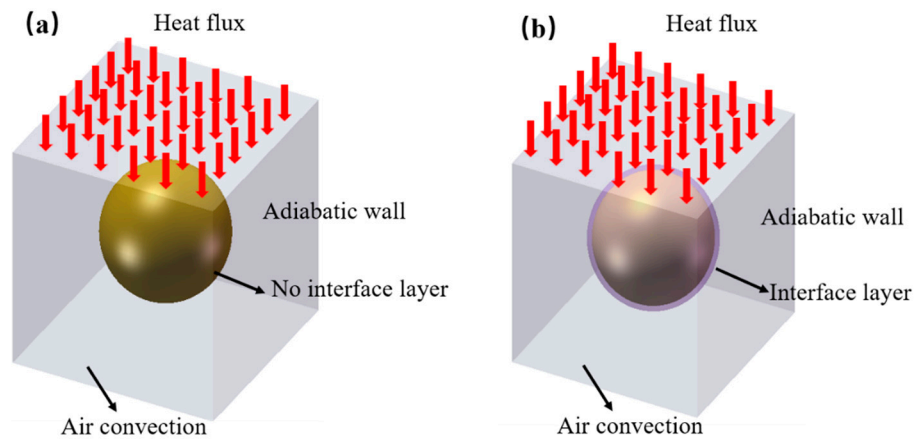 (a)
Heat flux
Adiabatic wall
No interface layer
Air convection
(b)
Heat flux
Adiabatic wall
Interface layer
Air convection